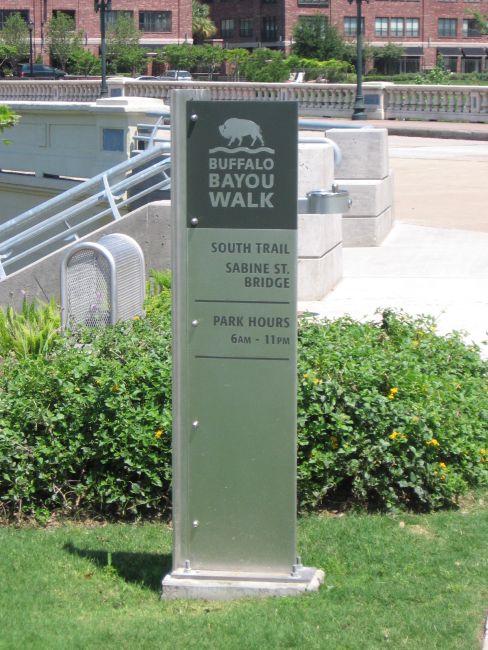 BUFFALO
BAYOU
WALK
SOUTH TRAIL
SABINE ST.
BRIDGE
PARK HOURS
6AM - 11PM